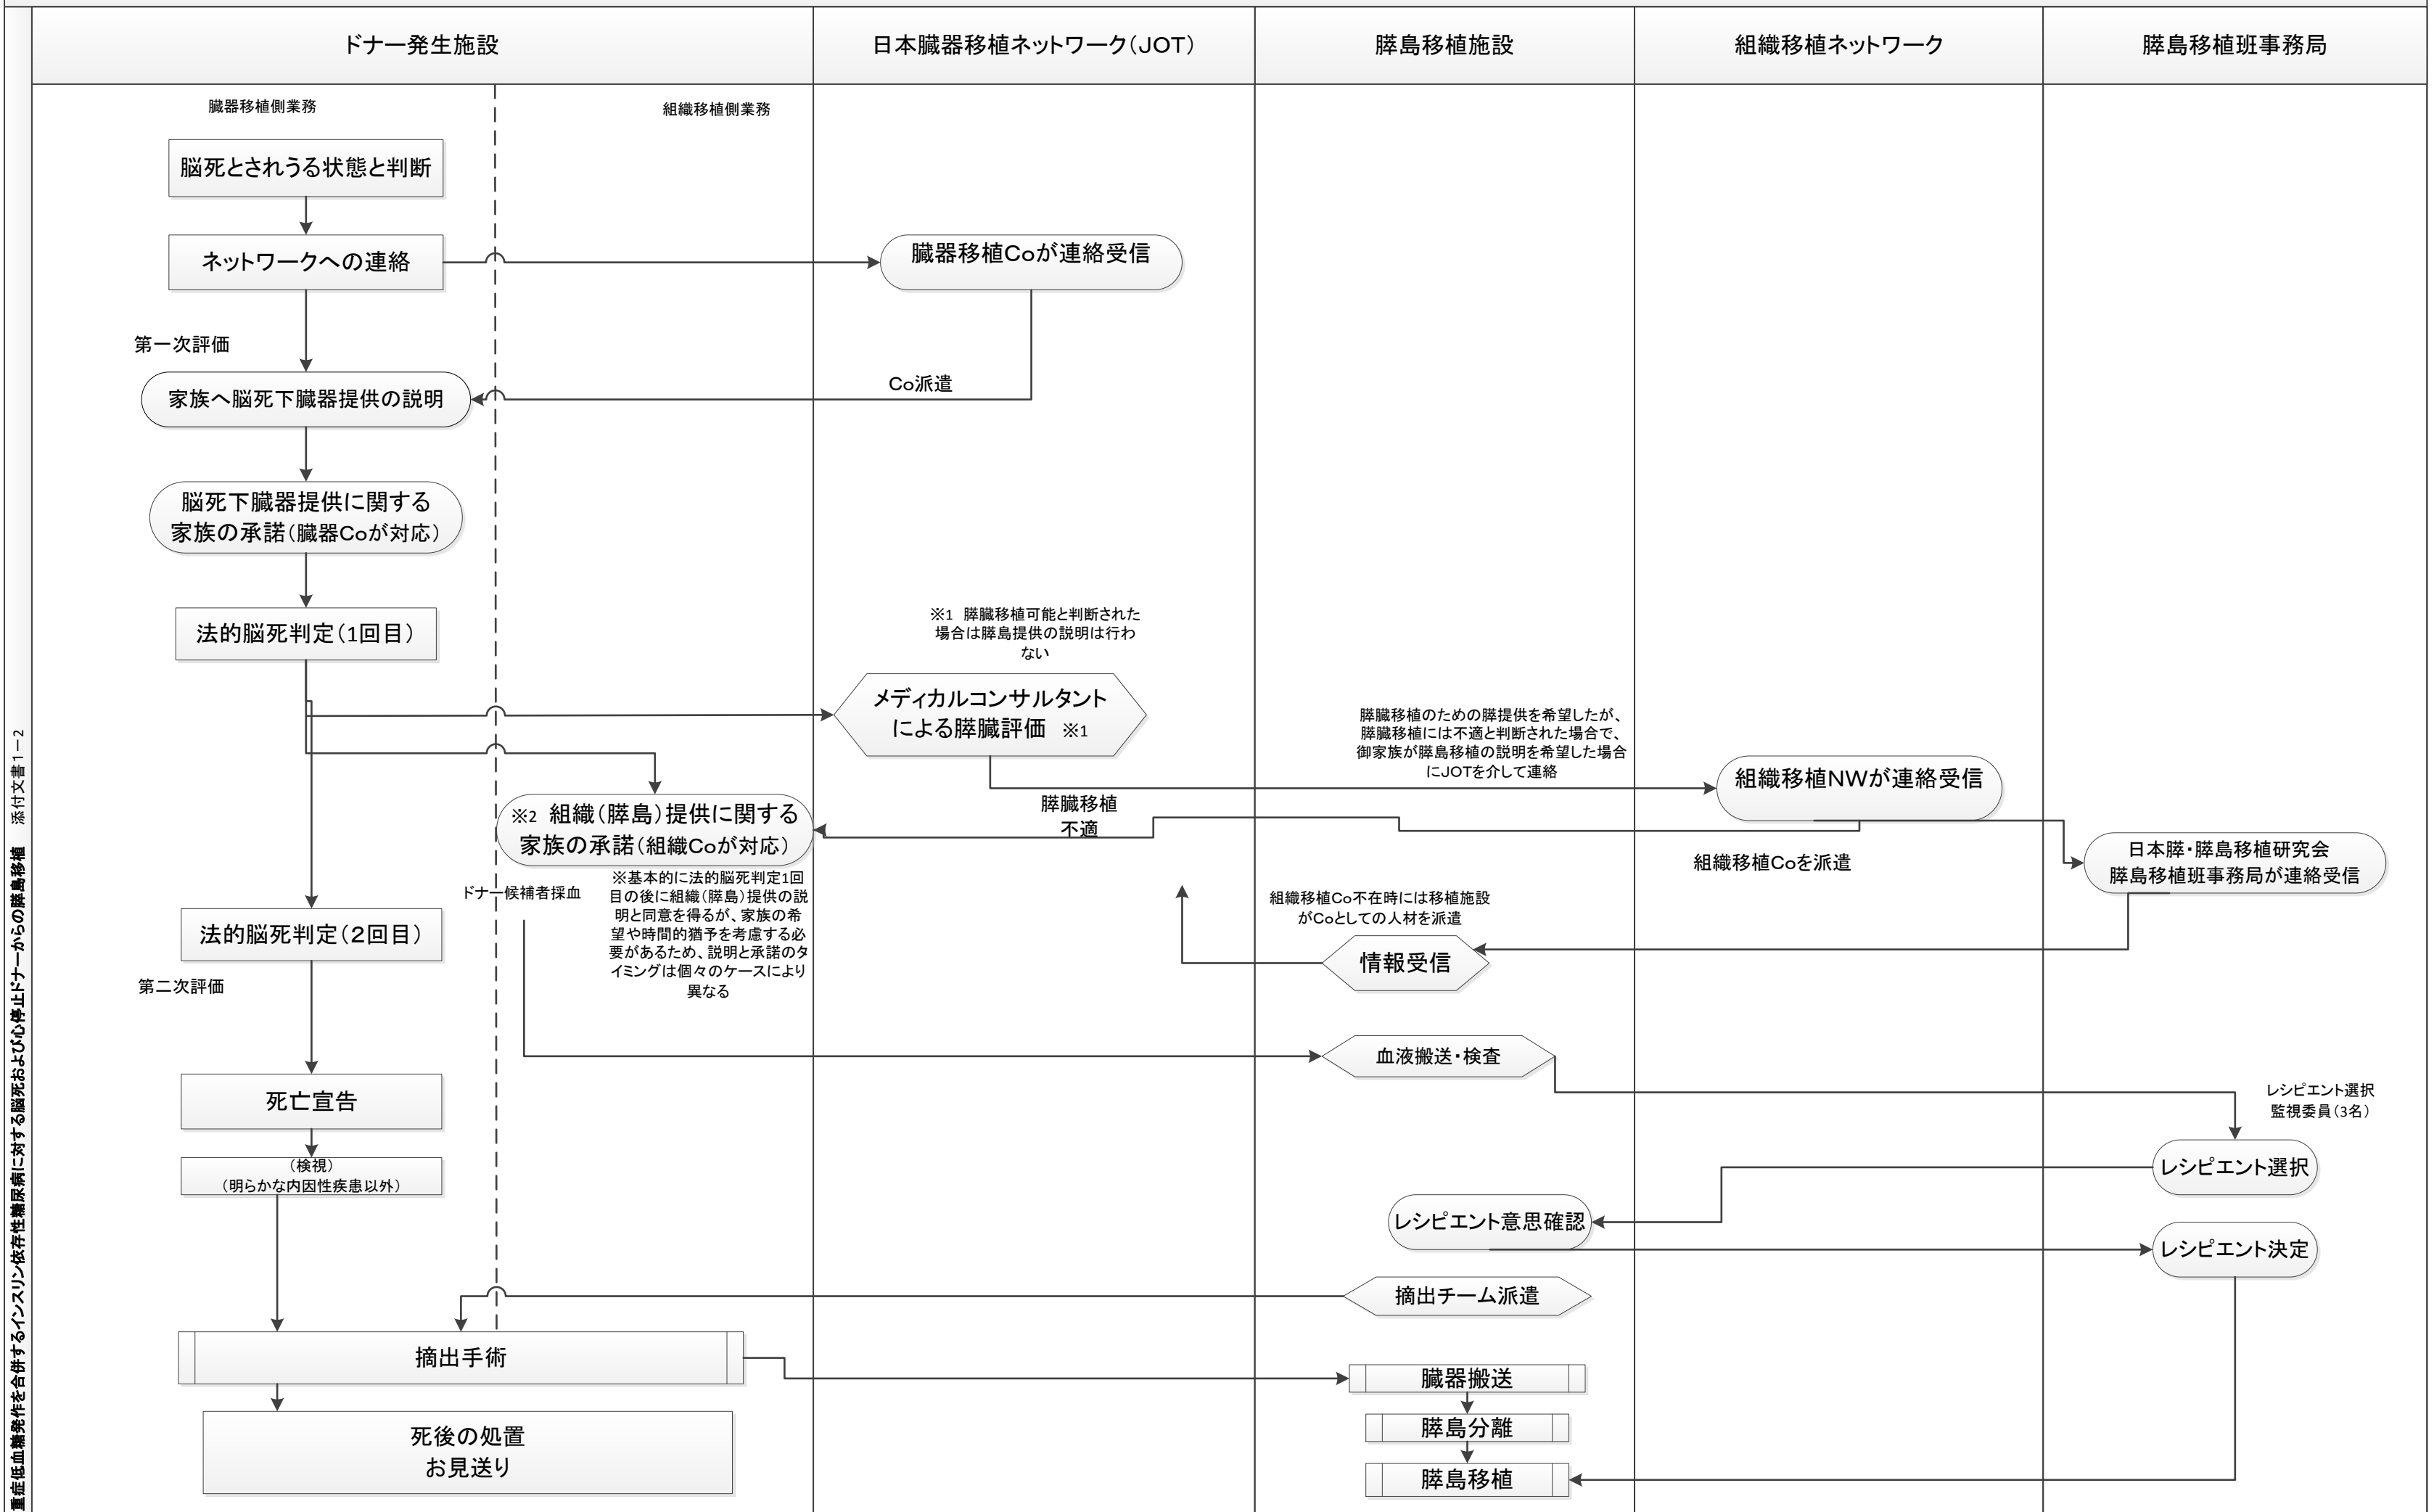 ドナー発生施設
日本臓器移植ネットワーク（JOT）
膵島移植施設
組織移植ネットワーク
膵島移植班事務局
臓器移植側業務
組織移植側業務
脳死とされうる状態と判断
ネットワークへの連絡
臓器移植Coが連絡受信
第一次評価
Co派遣
家族へ脳死下臓器提供の説明
脳死下臓器提供に関する
家族の承諾（臓器Coが対応）
法的脳死判定（1回目）
※1　膵臓移植可能と判断された
場合は膵島提供の説明は行わ
ない
メディカルコンサルタント
による膵臓評価　※1
膵臓移植のための膵提供を希望したが、
膵臓移植には不適と判断された場合で、
御家族が膵島移植の説明を希望した場合
にJOTを介して連絡
組織移植NWが連絡受信
膵臓移植
不適
※2　組織（膵島）提供に関する
家族の承諾（組織Coが対応）
組織移植Coを派遣
日本膵・膵島移植研究会
膵島移植班事務局が連絡受信
ドナー候補者採血
※基本的に法的脳死判定1回
目の後に組織（膵島）提供の説
明と同意を得るが、家族の希
望や時間的猶予を考慮する必
要があるため、説明と承諾のタ
イミングは個々のケースにより
異なる
組織移植Co不在時には移植施設
がCoとしての人材を派遣
法的脳死判定（2回目）
情報受信
第二次評価
血液搬送・検査
死亡宣告
レシピエント選択
監視委員（3名）
（検視）
（明らかな内因性疾患以外）
レシピエント選択
レシピエント意思確認
レシピエント決定
摘出チーム派遣
摘出手術
臓器搬送
膵島分離
膵島移植
死後の処置
お見送り
重症低血糖発作を合併するインスリン依存性糖尿病に対する脳死および心停止ドナーからの膵島移植　添付文書1－2